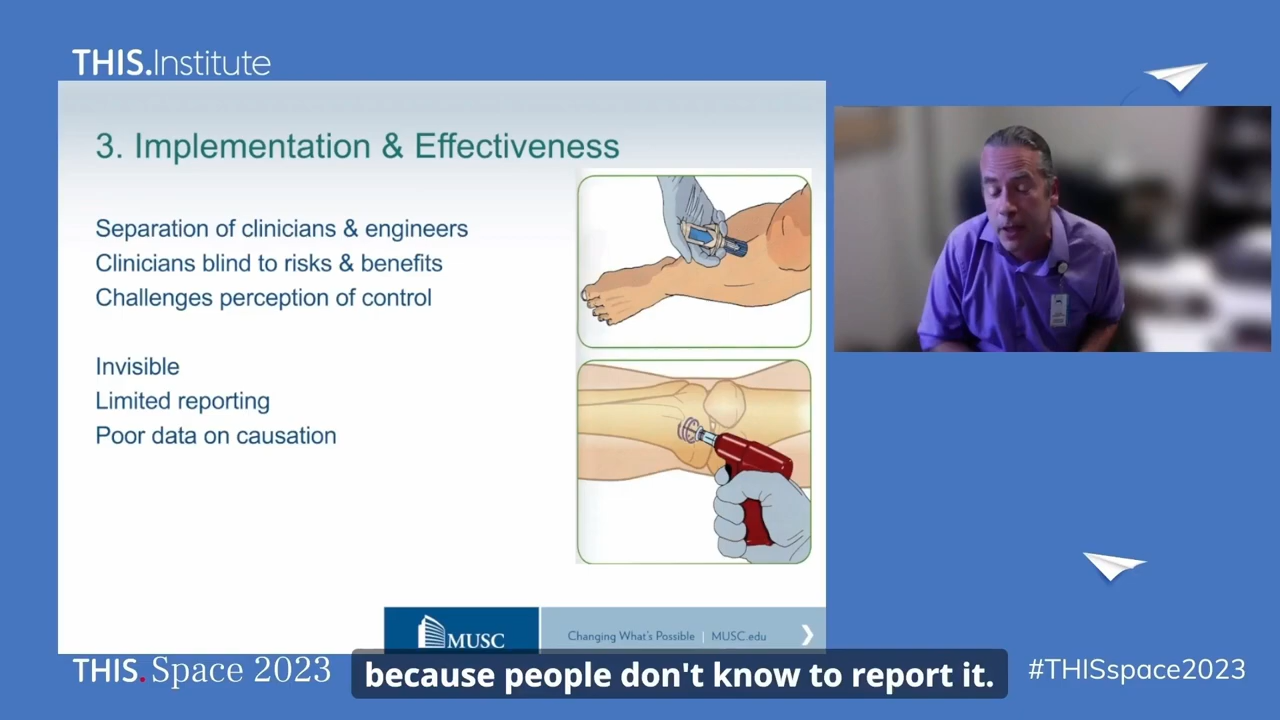 THIS.Institute
3. Implementation & Effectiveness
Separation of clinicians & engineers
Clinicians blind to risks & benefits
Challenges perception of control
Invisible
Limited reporting
Poor data on causation
MUSC
Changing What's Possible | MUSC.edu
THIS. Space 2023
because people don't know to report it.
#THISspace2023